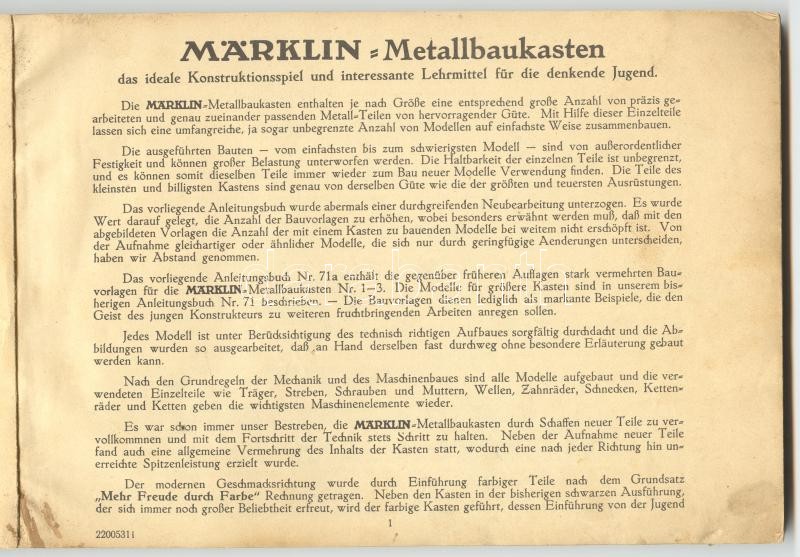 MÄRKLIN=Metallbaukasten
das ideale Konstruktionsspiel und interessante Lehrmittel für die denkende Jugend.
Die MÄRKLIN=Metallbaukasten enthalten je nach Größe eine entsprechend große Anzahl von präzis ge=
arbeiteten und genau zueinander passenden Metall=Teilen von hervorragender Güte. Mit Hilfe dieser Einzelteile
lassen sich eine umfangreiche, ja sogar unbegrenzte Anzahl von Modellen auf einfachste Weise zusammenbauen.
Die ausgeführten Bauten — vom einfachsten bis zum schwierigsten Modell — sind von außerordentlicher
Festigkeit und können großer Belastung unterworfen werden. Die Haltbarkeit der einzelnen Teile ist unbegrenzt,
und es können somit dieselben Teile immer wieder zum Bau neuer Modelle Verwendung finden. Die Teile des
kleinsten und billigsten Kastens sind genau von derselben Güte wie die der größten und teuersten Ausrüstungen.
Das vorliegende Anleitungsbuch wurde abermals einer durchgreifenden Neubearbeitung unterzogen. Es wurde
Wert darauf gelegt, die Anzahl der Bauvorlagen zu erhöhen, wobei besonders erwähnt werden muß, daß mit den
abgebildeten Vorlagen die Anzahl der mit einem Kasten zu bauenden Modelle bei weitem nicht erschöpft ist. Von
der Aufnahme gleichartiger oder ähnlicher Modelle, die sich nur durch geringfügige Aenderungen unterscheiden,
haben wir Abstand genommen.
Das vorliegende Anleitungsbuch Nr. 71a enthält die gegenüber früheren Auflagen stark vermehrten Bau=
vorlagen für die MÄRKLIN=Metallbaukasten Nr. 1—3. Die Modelle für größere Kasten sind in unserem bis=
herigen Anleitungsbuch Nr. 71 beschrieben. — Die Bauvorlagen dienen lediglich als markante Beispiele, die den
Geist des jungen Konstrukteurs zu weiteren fruchtbringenden Arbeiten anregen sollen.
Jedes Modell ist unter Berücksichtigung des technisch richtigen Aufbaues sorgfältig durchdacht und die Ab=
bildungen wurden so ausgearbeitet, daß an Hand derselben fast durchweg ohne besondere Erläuterung gebaut
werden kann.
Nach den Grundregeln der Mechanik und des Maschinenbaues sind alle Modelle aufgebaut und die ver=
wendeten Einzelteile wie Träger, Streben, Schrauben und Muttern, Wellen, Zahnräder, Schnecken, Ketten=
räder und Ketten geben die wichtigsten Maschinenelemente wieder.
Es war schon immer unser Bestreben, die MÄRKLIN=Metallbaukasten durch Schaffen neuer Teile zu ver=
vollkommnen und mit dem Fortschritt der Technik stets Schritt zu halten. Neben der Aufnahme neuer Teile
fand auch eine allgemeine Vermehrung des Inhalts der Kasten statt, wodurch eine nach jeder Richtung hin un=
erreichte Spitzenleistung erzielt wurde.
Der modernen Geschmacksrichtung wurde durch Einführung farbiger Teile nach dem Grundsatz
„Mehr Freude durch Farbe" Rechnung getragen. Neben den Kasten in der bisherigen schwarzen Ausführung,
der sich immer noch großer Beliebtheit erfreut, wird der farbige Kasten geführt, dessen Einführung von der Jugend
1
22005311